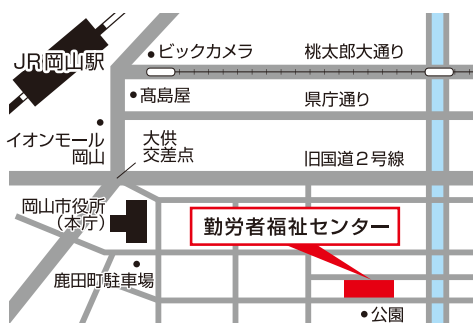 ビックカメラ
桃太郎大通り
JR岡山駅
髙島屋
県庁通り
イオンモール
岡山
大供
交差点
旧国道2号線
岡山市役所
(本庁)
勤労者福祉センター
鹿田町駐車場
公園